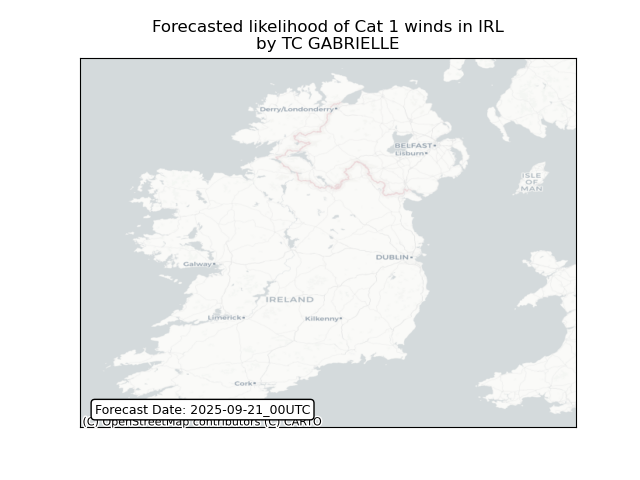 Forecasted likelihood of Cat 1 winds in IRL
by TC GABRIELLE
Derry/Londonderry
BELFAST
Lisburn
ISLE
OF
MAN
DUBLIN
Galway
IRELAND
Limerick
Kilkenny
Cork
Forecast Date: 2025-09-21_00UTC
(C) OpenStreetMap contributors (C) CARTO